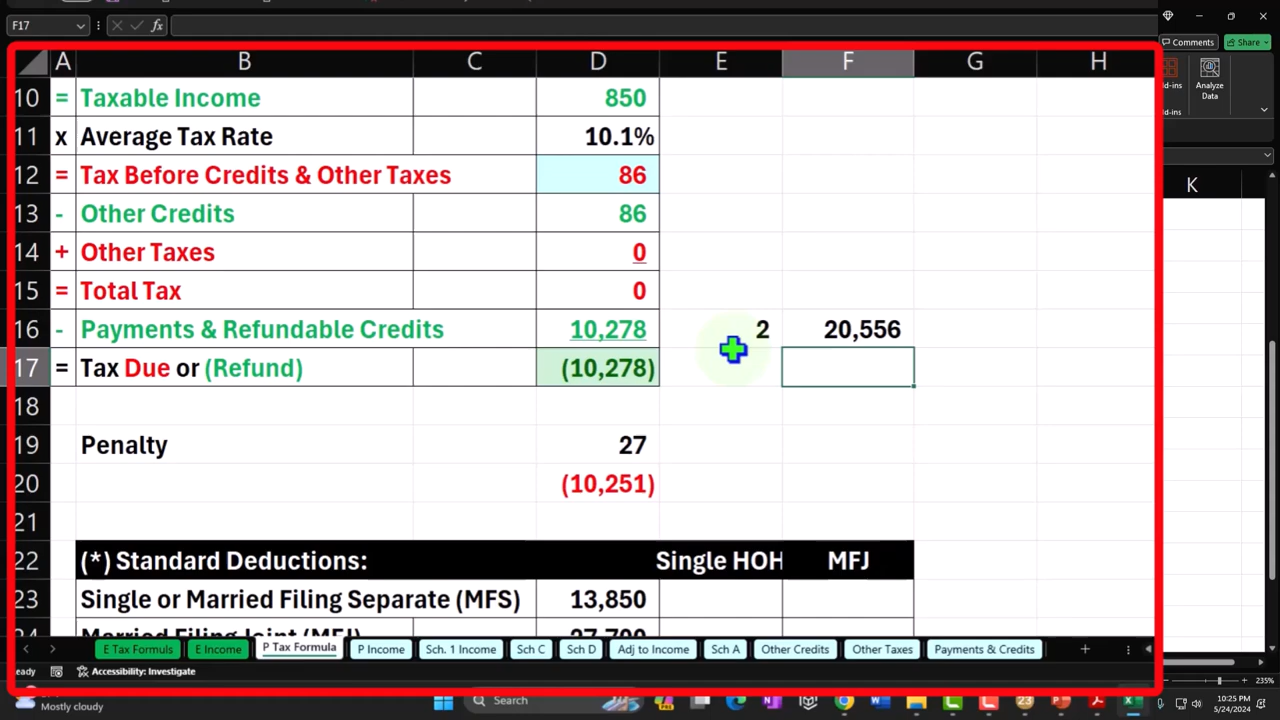 F17
fx
Comments
Share
Analyze
Data
A B C D E F G H
K
10 = Taxable Income 850
11 x Average Tax Rate 10.1%
12 = Tax Before Credits & Other Taxes 86
13 - Other Credits 86
14 + Other Taxes 0
15 = Total Tax 0
16 - Payments & Refundable Credits 10,278 2 20,556
17 = Tax Due or (Refund) (10,278)
18
19 Penalty 27
20 (10,251)
21
22 (*) Standard Deductions: Single HOH MFJ
23 Single or Married Filing Separate (MFS) 13,850
E Tax Formulas E Income P Tax Formula P Income Sch. 1 Income Sch C Sch D Adj to Income Sch A Other Credits Other Taxes Payments & Credits
eady Accessibility: Investigate
235%
Mostly cloudy
Search
10:25 PM
5/24/2024